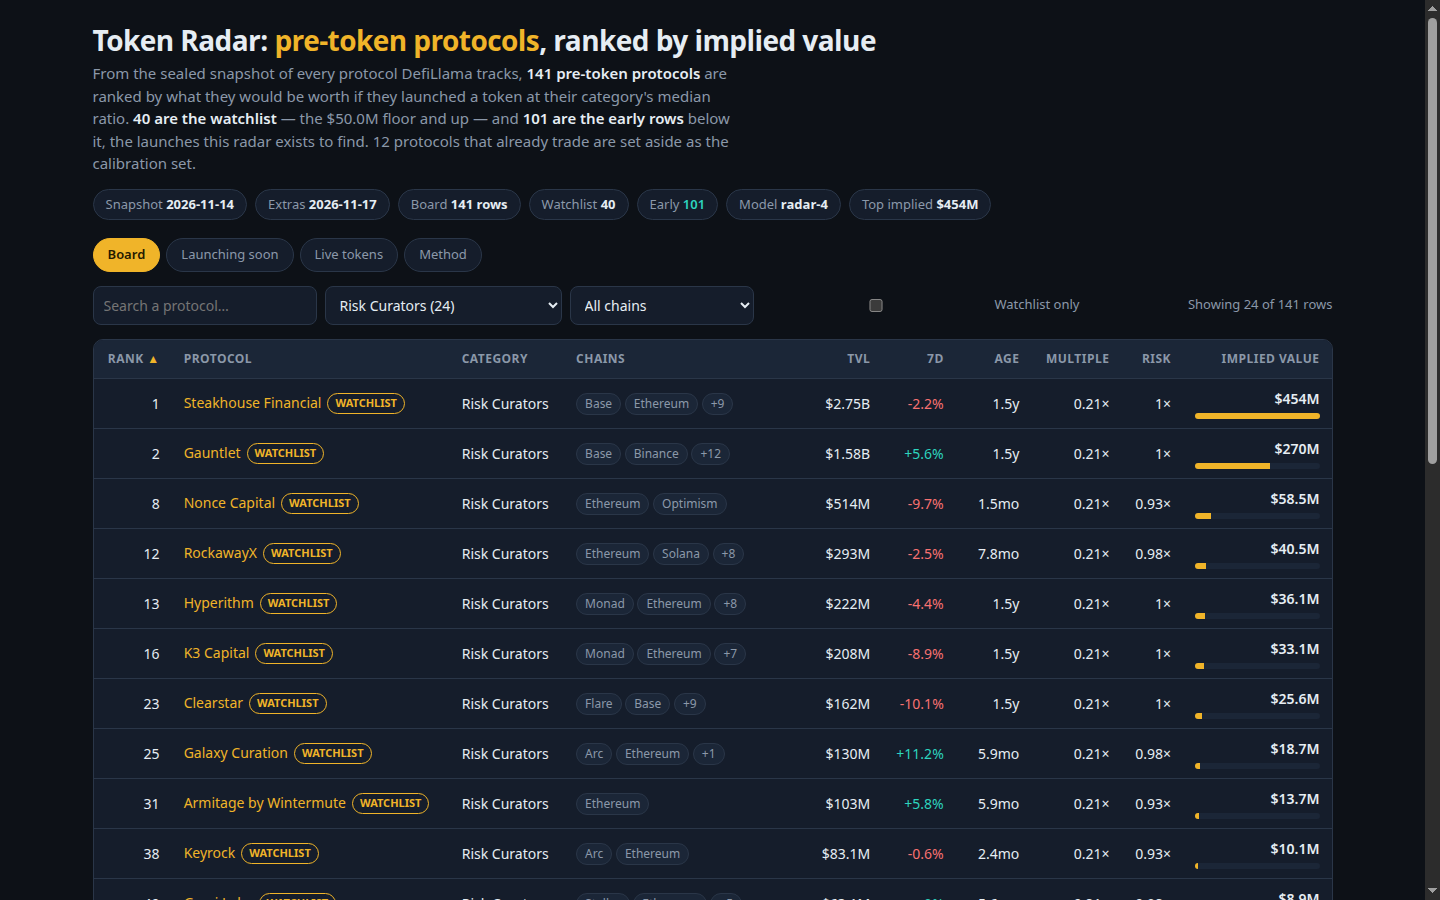 Token Radar: pre-token protocols, ranked by implied value
From the sealed snapshot of every protocol DefiLlama tracks, 141 pre-token protocols are
ranked by what they would be worth if they launched a token at their category's median
ratio. 40 are the watchlist — the $50.0M floor and up — and 101 are the early rows below
it, the launches this radar exists to find. 12 protocols that already trade are set aside as the
calibration set.
Snapshot 2026-11-14 Extras 2026-11-17 Board 141 rows Watchlist 40 Early 101 Model radar-4 Top implied $454M
Board Launching soon Live tokens Method
Search a protocol... Risk Curators (24) All chains Watchlist only Showing 24 of 141 rows
RANK ▲ PROTOCOL CATEGORY CHAINS TVL 7D AGE MULTIPLE RISK IMPLIED VALUE
1 Steakhouse Financial WATCHLIST Risk Curators Base Ethereum +9 $2.75B -2.2% 1.5y 0.21× 1× $454M
2 Gauntlet WATCHLIST Risk Curators Base Binance +12 $1.58B +5.6% 1.5y 0.21× 1× $270M
8 Nonce Capital WATCHLIST Risk Curators Ethereum Optimism $514M -9.7% 1.5mo 0.21× 0.93× $58.5M
12 RockawayX WATCHLIST Risk Curators Ethereum Solana +8 $293M -2.5% 7.8mo 0.21× 0.98× $40.5M
13 Hyperithm WATCHLIST Risk Curators Monad Ethereum +8 $222M -4.4% 1.5y 0.21× 1× $36.1M
16 K3 Capital WATCHLIST Risk Curators Monad Ethereum +7 $208M -8.9% 1.5y 0.21× 1× $33.1M
23 Clearstar WATCHLIST Risk Curators Flare Base +9 $162M -10.1% 1.5y 0.21× 1× $25.6M
25 Galaxy Curation WATCHLIST Risk Curators Arc Ethereum +1 $130M +11.2% 5.9mo 0.21× 0.98× $18.7M
31 Armitage by Wintermute WATCHLIST Risk Curators Ethereum $103M +5.8% 5.9mo 0.21× 0.93× $13.7M
38 Keyrock WATCHLIST Risk Curators Arc Ethereum $83.1M -0.6% 2.4mo 0.21× 0.93× $10.1M